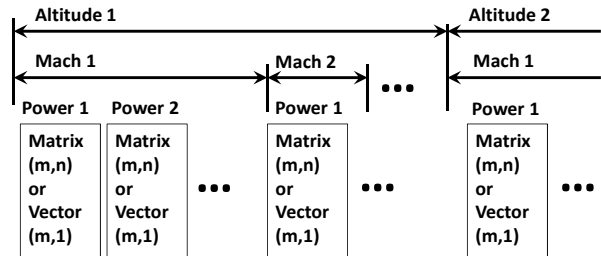 Altitude 1 Altitude 2
Mach 1 Mach 2 ••• Mach 1
Power 1 Power 2 Power 1 Power 1
Matrix Matrix Matrix Matrix
(m,n) (m,n) (m,n) (m,n)
or or ••• or ••• or •••
Vector Vector Vector Vector
(m,1) (m,1) (m,1) (m,1)